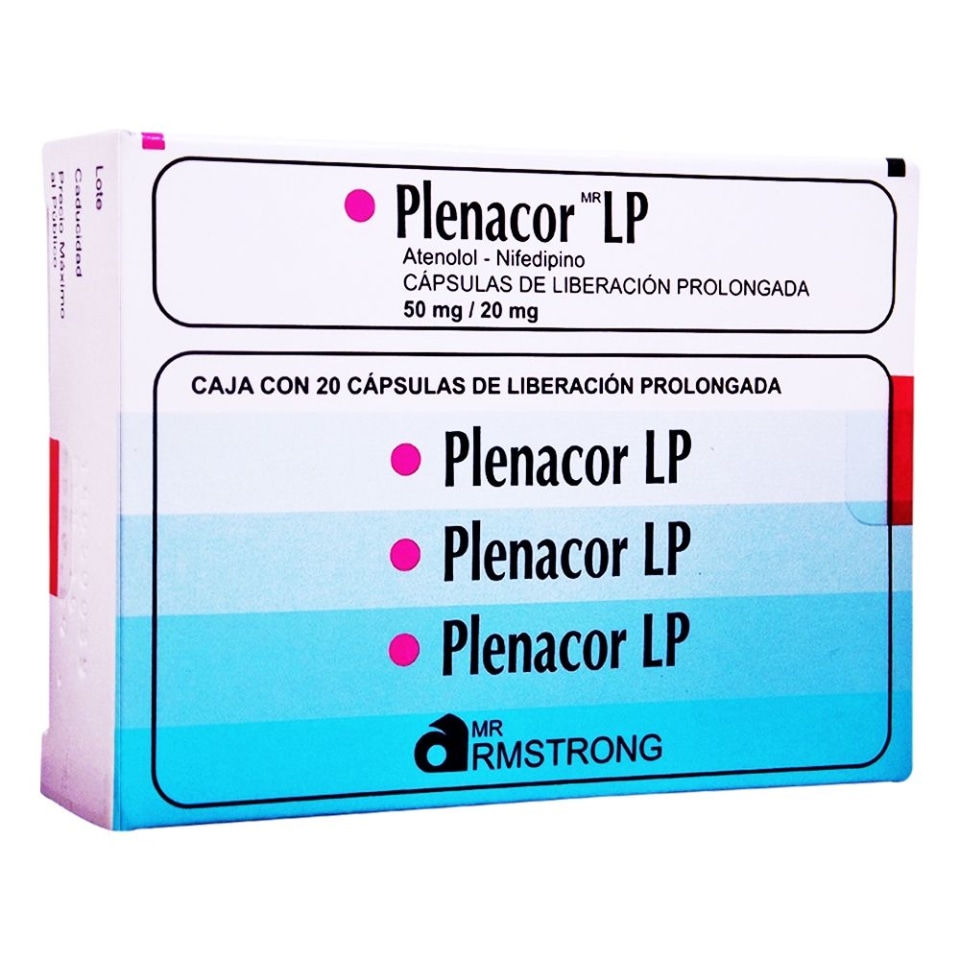 Plenacor MR LP
Atenolol - Nifedipino
CÁPSULAS DE LIBERACIÓN PROLONGADA
50 mg / 20 mg
CAJA CON 20 CÁPSULAS DE LIBERACIÓN PROLONGADA
Plenacor LP
Plenacor LP
Plenacor LP
MR
ARMSTRONG
Lote
Caducidad
Precio Máximo
al Público